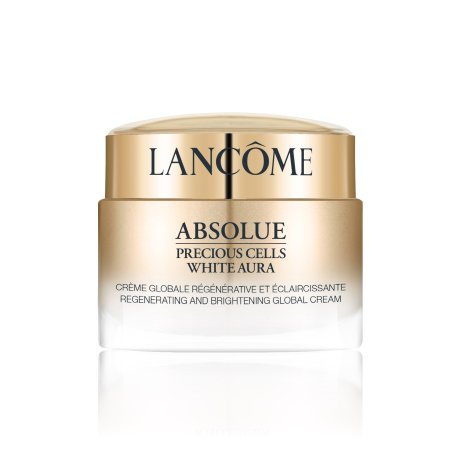 LANCÔME
ABSOLUE
PRECIOUS CELLS
WHITE AURA
CRÈME GLOBALE RÉGÉNÉRATIVE ET ÉCLAIRCISSANTE
REGENERATING AND BRIGHTENING GLOBAL CREAM